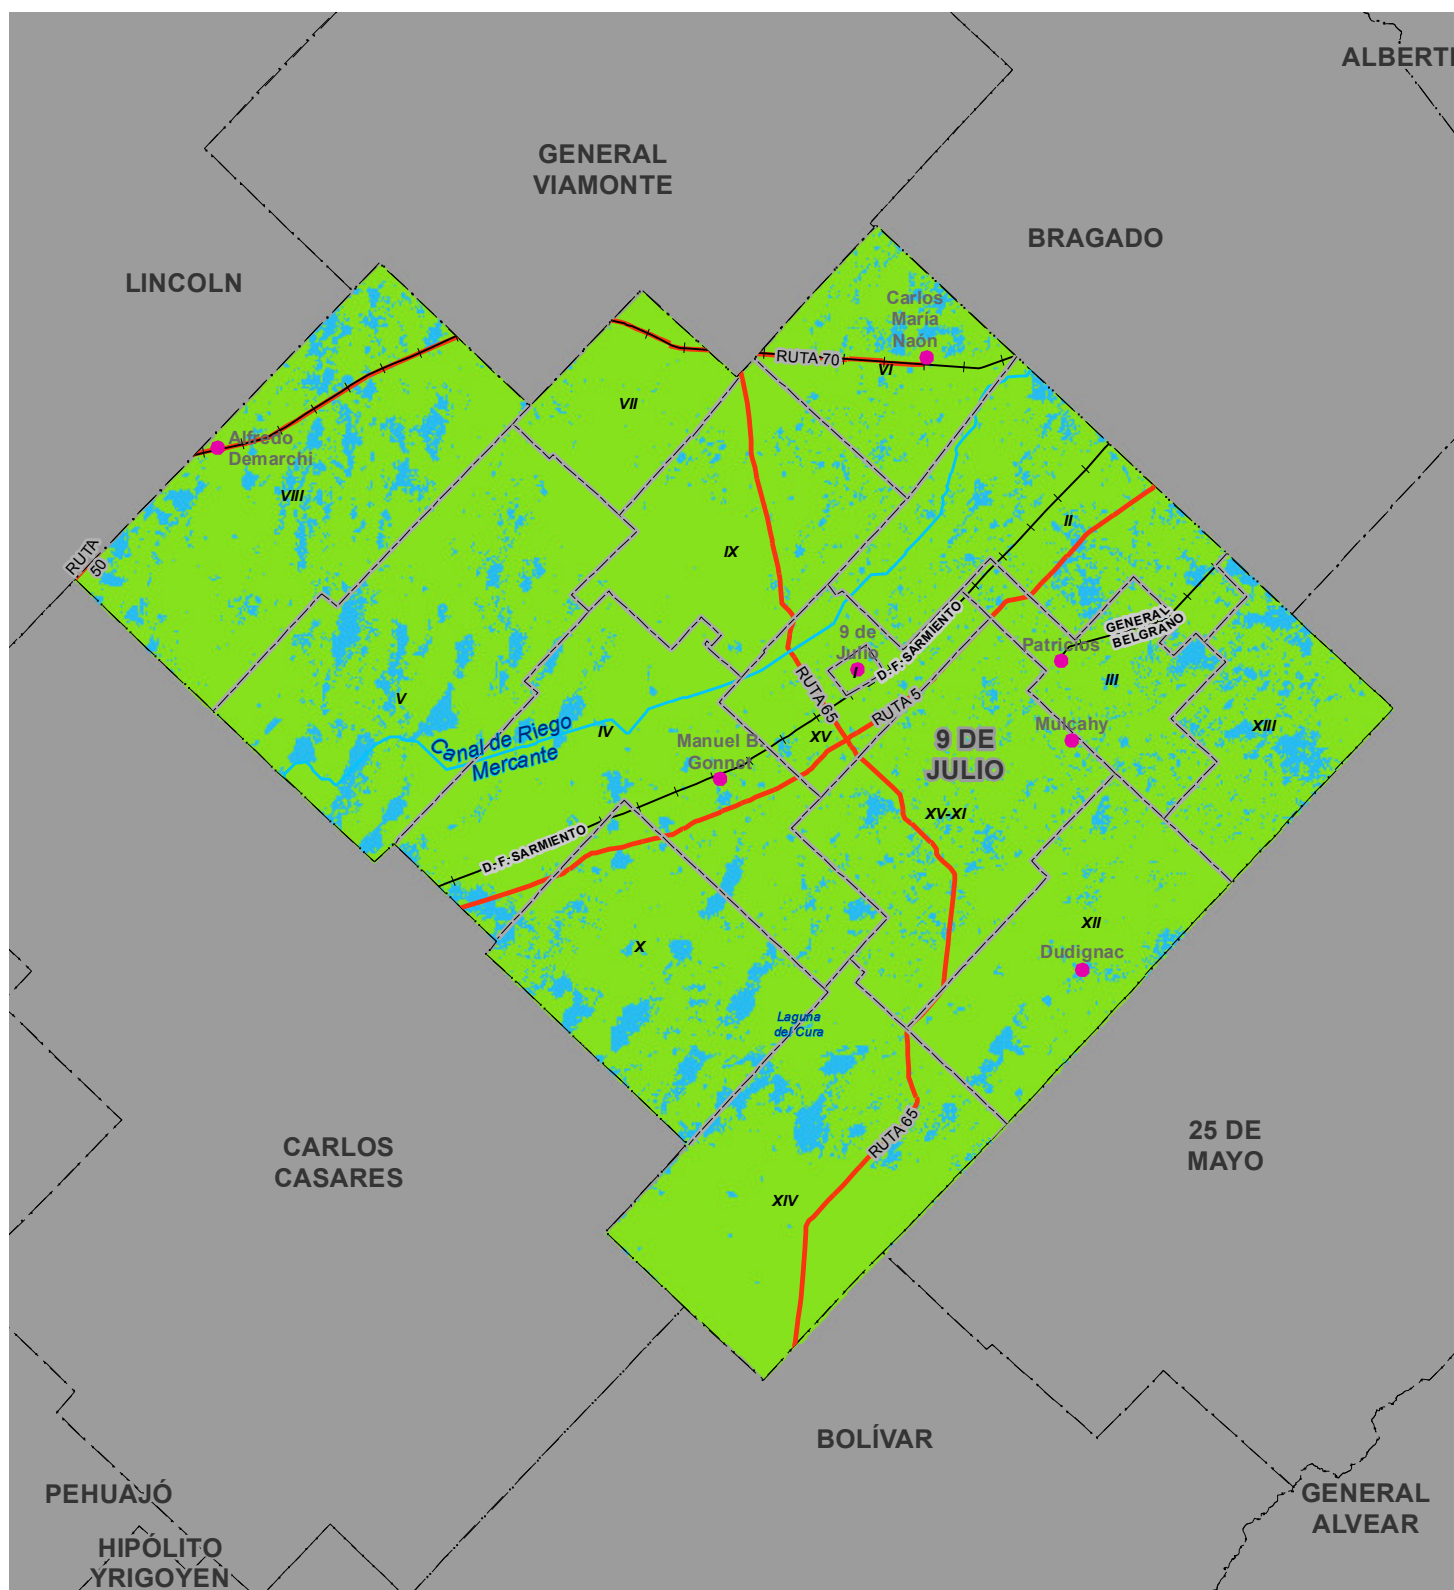 ALBERTI
GENERAL
VIAMONTE
BRAGADO
LINCOLN
Carlos
María
Naón
RUTA 70
VI
VII
Alfredo
Demarchi
VIII
II
IX
RUTA
50
GENERAL
BELGRANO
D.F. SARMIENTO
9 de
Julio
I
Patricios
III
RUTA 65
RUTA 5
V
Canal de Riego
Mercante
IV
Manuel B.
Gonnet
XV
9 DE
JULIO
Mulcahy
XIII
XV-XI
D.F. SARMIENTO
X
XII
Dudignac
Laguna
del Cura
RUTA 65
CARLOS
CASARES
25 DE
MAYO
XIV
BOLÍVAR
PEHUAJÓ
GENERAL
ALVEAR
HIPÓLITO
YRIGOYEN